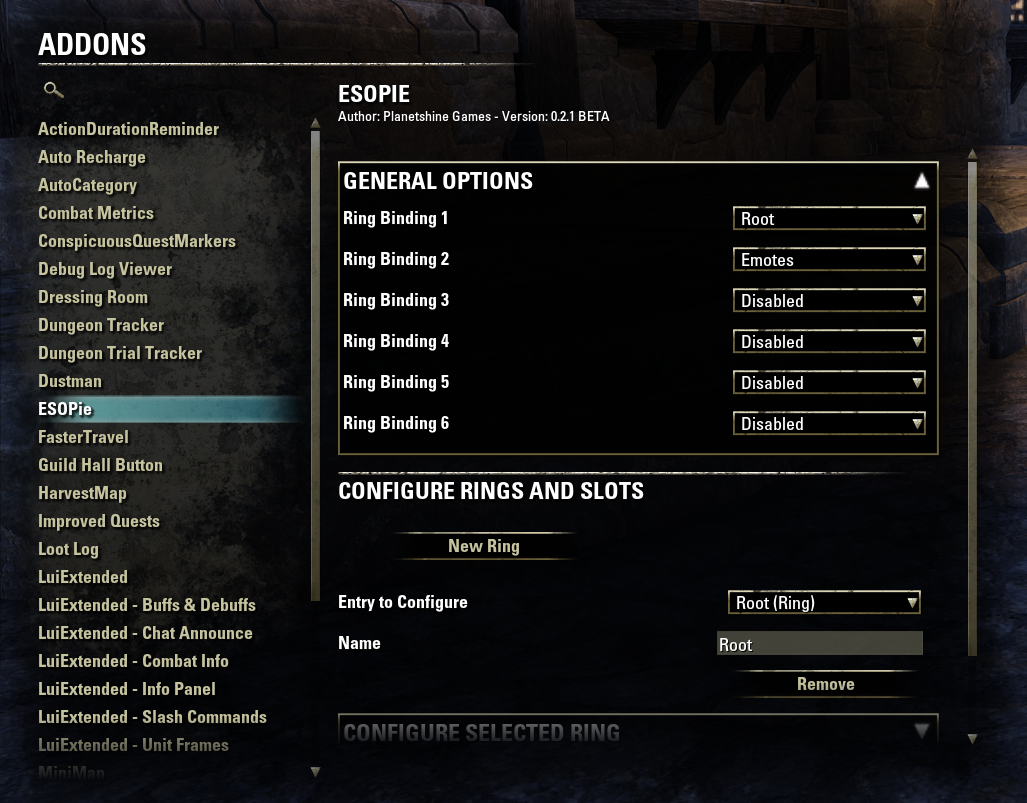 ADDONS
ActionDurationReminder
Auto Recharge
AutoCategory
Combat Metrics
ConspicuousQuestMarkers
Debug Log Viewer
Dressing Room
Dungeon Tracker
Dungeon Trial Tracker
Dustman
ESOPie
FasterTravel
Guild Hall Button
HarvestMap
Improved Quests
Loot Log
LuiExtended
LuiExtended - Buffs & Debuffs
LuiExtended - Chat Announce
LuiExtended - Combat Info
LuiExtended - Info Panel
LuiExtended - Slash Commands
LuiExtended - Unit Frames
MiniMap
ESOPIE
Author: Planetshine Games - Version: 0.2.1 BETA
GENERAL OPTIONS
Ring Binding 1 Root
Ring Binding 2 Emotes
Ring Binding 3 Disabled
Ring Binding 4 Disabled
Ring Binding 5 Disabled
Ring Binding 6 Disabled
CONFIGURE RINGS AND SLOTS
New Ring
Entry to Configure Root (Ring)
Name Root
Remove
CONFIGURE SELECTED RING